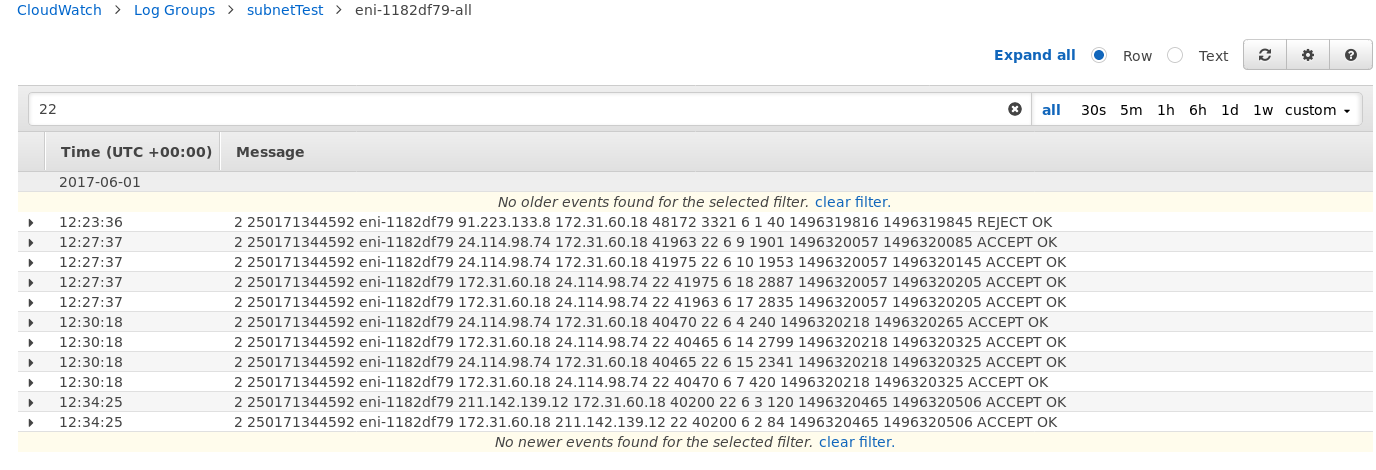 CloudWatch > Log Groups > subnetTest > eni-1182df79-all
Expand all Row Text
22 all 30s 5m 1h 6h 1d 1w custom
Time (UTC +00:00) Message
2017-06-01
No older events found for the selected filter. clear filter.
12:23:36 2 250171344592 eni-1182df79 91.223.133.8 172.31.60.18 48172 3321 6 1 40 1496319816 1496319845 REJECT OK
12:27:37 2 250171344592 eni-1182df79 24.114.98.74 172.31.60.18 41963 22 6 9 1901 1496320057 1496320085 ACCEPT OK
12:27:37 2 250171344592 eni-1182df79 24.114.98.74 172.31.60.18 41975 22 6 10 1953 1496320057 1496320145 ACCEPT OK
12:27:37 2 250171344592 eni-1182df79 172.31.60.18 24.114.98.74 22 41975 6 18 2887 1496320057 1496320205 ACCEPT OK
12:27:37 2 250171344592 eni-1182df79 172.31.60.18 24.114.98.74 22 41963 6 17 2835 1496320057 1496320205 ACCEPT OK
12:30:18 2 250171344592 eni-1182df79 24.114.98.74 172.31.60.18 40470 22 6 4 240 1496320218 1496320265 ACCEPT OK
12:30:18 2 250171344592 eni-1182df79 172.31.60.18 24.114.98.74 22 40465 6 14 2799 1496320218 1496320325 ACCEPT OK
12:30:18 2 250171344592 eni-1182df79 24.114.98.74 172.31.60.18 40465 22 6 15 2341 1496320218 1496320325 ACCEPT OK
12:30:18 2 250171344592 eni-1182df79 172.31.60.18 24.114.98.74 22 40470 6 7 420 1496320218 1496320325 ACCEPT OK
12:34:25 2 250171344592 eni-1182df79 211.142.139.12 172.31.60.18 40200 22 6 3 120 1496320465 1496320506 ACCEPT OK
12:34:25 2 250171344592 eni-1182df79 172.31.60.18 211.142.139.12 22 40200 6 2 84 1496320465 1496320506 ACCEPT OK
No newer events found for the selected filter. clear filter.